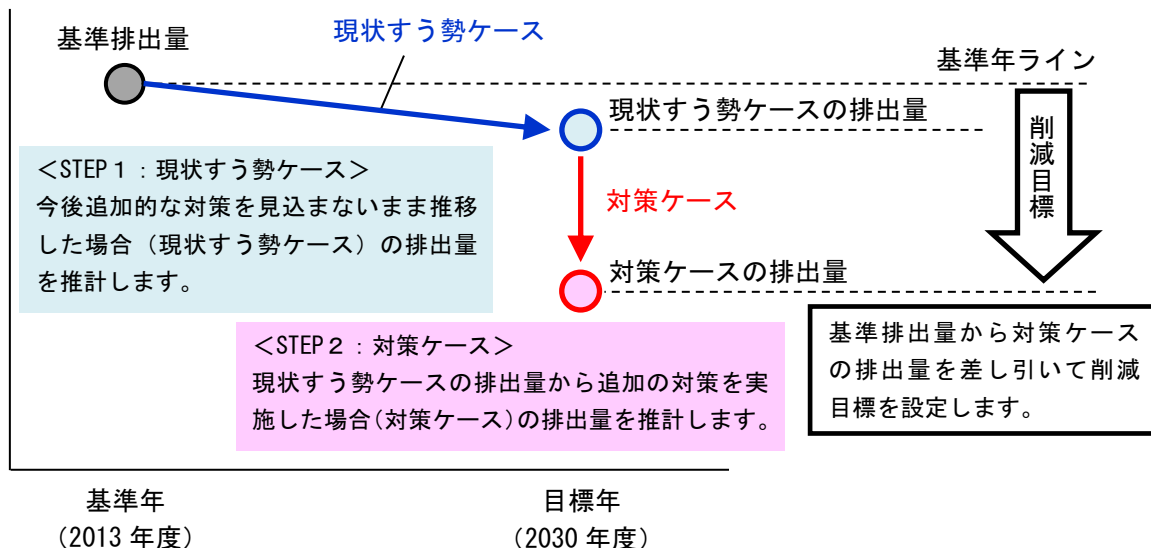 基準排出量
現状すう勢ケース
基準年ライン
現状すう勢ケースの排出量
削減目標
<STEP１：現状すう勢ケース>
今後追加的な対策を見込まないまま推移
した場合（現状すう勢ケース）の排出量
を推計します。
対策ケース
対策ケースの排出量
<STEP２：対策ケース>
現状すう勢ケースの排出量から追加の対策を実
施した場合(対策ケース)の排出量を推計します。
基準排出量から対策ケース
の排出量を差し引いて削減
目標を設定します。
基準年
（2013 年度）
目標年
（2030 年度）